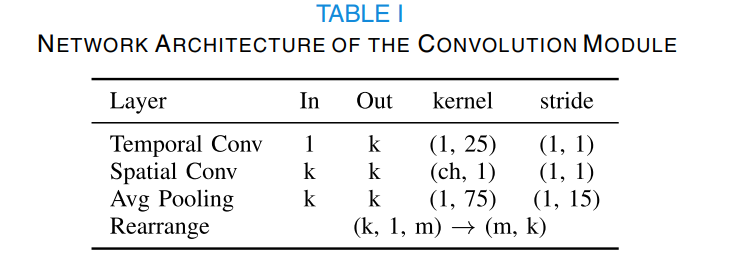 TABLE I
NETWORK ARCHITECTURE OF THE CONVOLUTION MODULE
Layer In Out kernel stride
Temporal Conv 1 k (1, 25) (1, 1)
Spatial Conv k k (ch, 1) (1, 1)
Avg Pooling k k (1, 75) (1, 15)
Rearrange (k, 1, m) → (m, k)